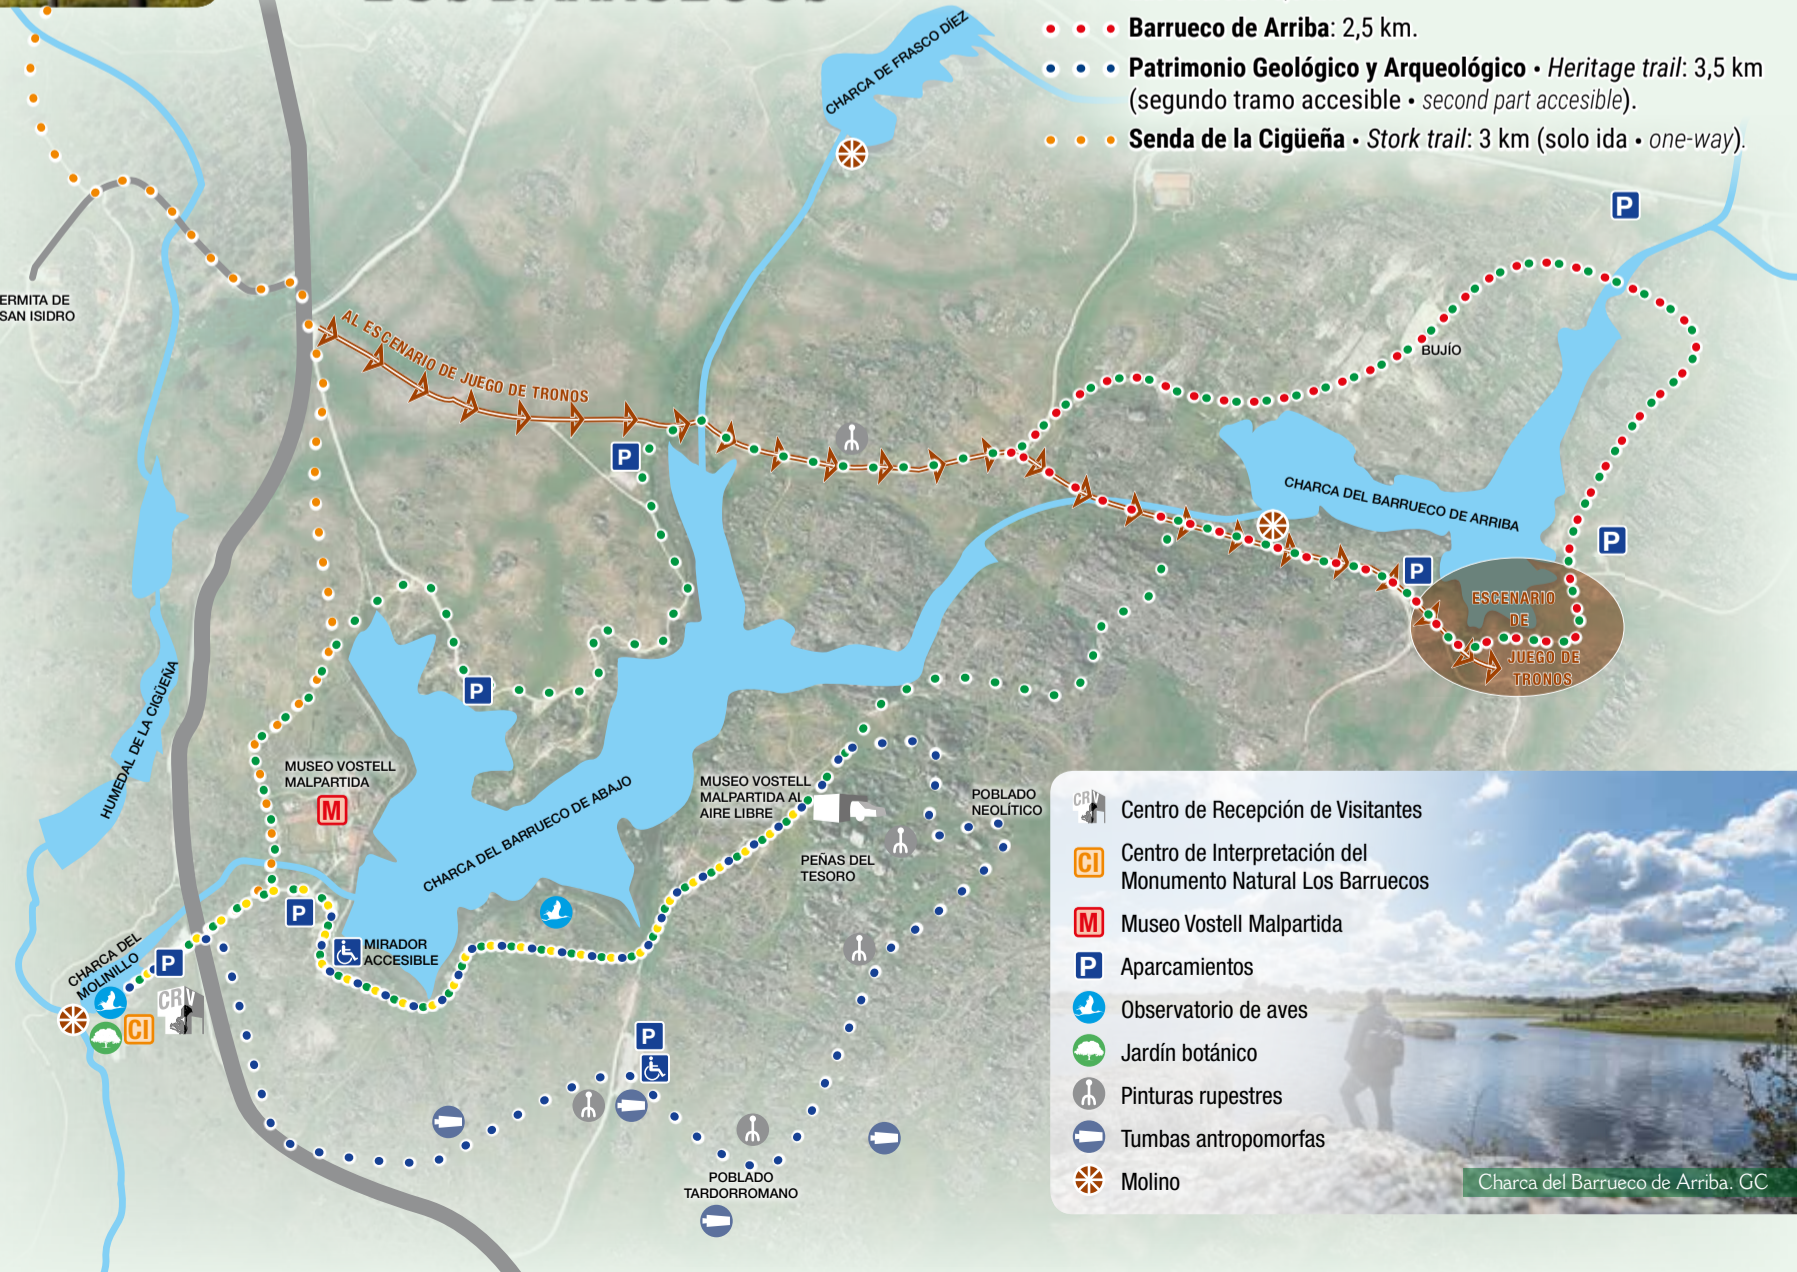 Barrueco de Arriba: 2,5 km.
Patrimonio Geológico y Arqueológico • Heritage trail: 3,5 km
(segundo tramo accesible • second part accesible).
Senda de la Cigüeña • Stork trail: 3 km (solo ida • one-way).
CHARCA DE FRASCO DÍEZ
P
ERMITA DE
SAN ISIDRO
AL ESCENARIO DE JUEGO DE TRONOS
BUJÍO
P
CHARCA DEL BARRUECO DE ARRIBA
P
P
ESCENARIO
DE
JUEGO DE
TRONOS
HUMEDAL DE LA CIGÜEÑA
P
MUSEO VOSTELL
MALPARTIDA
M
CHARCA DEL BARRUECO DE ABAJO
MUSEO VOSTELL
MALPARTIDA AL
AIRE LIBRE
POBLADO
NEOLÍTICO
PEÑAS DEL
TESORO
P
MIRADOR
ACCESIBLE
CHARCA DEL
MOLINILLO
P
CRV
CI
P
POBLADO
TARDORROMANO
CRV
Centro de Recepción de Visitantes
CI
Centro de Interpretación del
Monumento Natural Los Barruecos
M
Museo Vostell Malpartida
P
Aparcamientos
Observatorio de aves
Jardín botánico
Pinturas rupestres
Tumbas antropomorfas
Molino
Charca del Barrueco de Arriba. GC